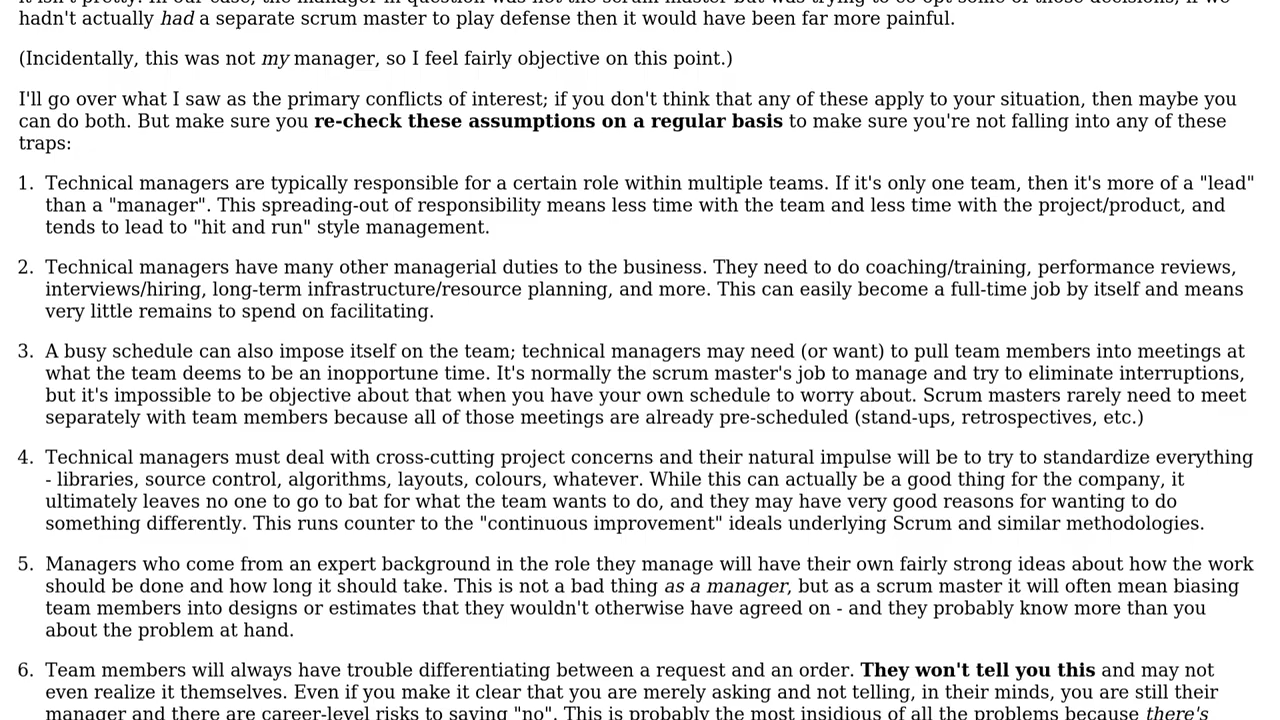 hadn't actually had a separate scrum master to play defense then it would have been far more painful.
(Incidentally, this was not my manager, so I feel fairly objective on this point.)
I'll go over what I saw as the primary conflicts of interest; if you don't think that any of these apply to your situation, then maybe you
can do both. But make sure you re-check these assumptions on a regular basis to make sure you're not falling into any of these
traps:
1. Technical managers are typically responsible for a certain role within multiple teams. If it's only one team, then it's more of a "lead"
than a "manager". This spreading-out of responsibility means less time with the team and less time with the project/product, and
tends to lead to "hit and run" style management.
2. Technical managers have many other managerial duties to the business. They need to do coaching/training, performance reviews,
interviews/hiring, long-term infrastructure/resource planning, and more. This can easily become a full-time job by itself and means
very little remains to spend on facilitating.
3. A busy schedule can also impose itself on the team; technical managers may need (or want) to pull team members into meetings at
what the team deems to be an inopportune time. It's normally the scrum master's job to manage and try to eliminate interruptions,
but it's impossible to be objective about that when you have your own schedule to worry about. Scrum masters rarely need to meet
separately with team members because all of those meetings are already pre-scheduled (stand-ups, retrospectives, etc.)
4. Technical managers must deal with cross-cutting project concerns and their natural impulse will be to try to standardize everything
- libraries, source control, algorithms, layouts, colours, whatever. While this can actually be a good thing for the company, it
ultimately leaves no one to go to bat for what the team wants to do, and they may have very good reasons for wanting to do
something differently. This runs counter to the "continuous improvement" ideals underlying Scrum and similar methodologies.
5. Managers who come from an expert background in the role they manage will have their own fairly strong ideas about how the work
should be done and how long it should take. This is not a bad thing as a manager, but as a scrum master it will often mean biasing
team members into designs or estimates that they wouldn't otherwise have agreed on - and they probably know more than you
about the problem at hand.
6. Team members will always have trouble differentiating between a request and an order. They won't tell you this and may not
even realize it themselves. Even if you make it clear that you are merely asking and not telling, in their minds, you are still their
manager and there are career-level risks to saying "no". This is probably the most insidious of all the problems because there's